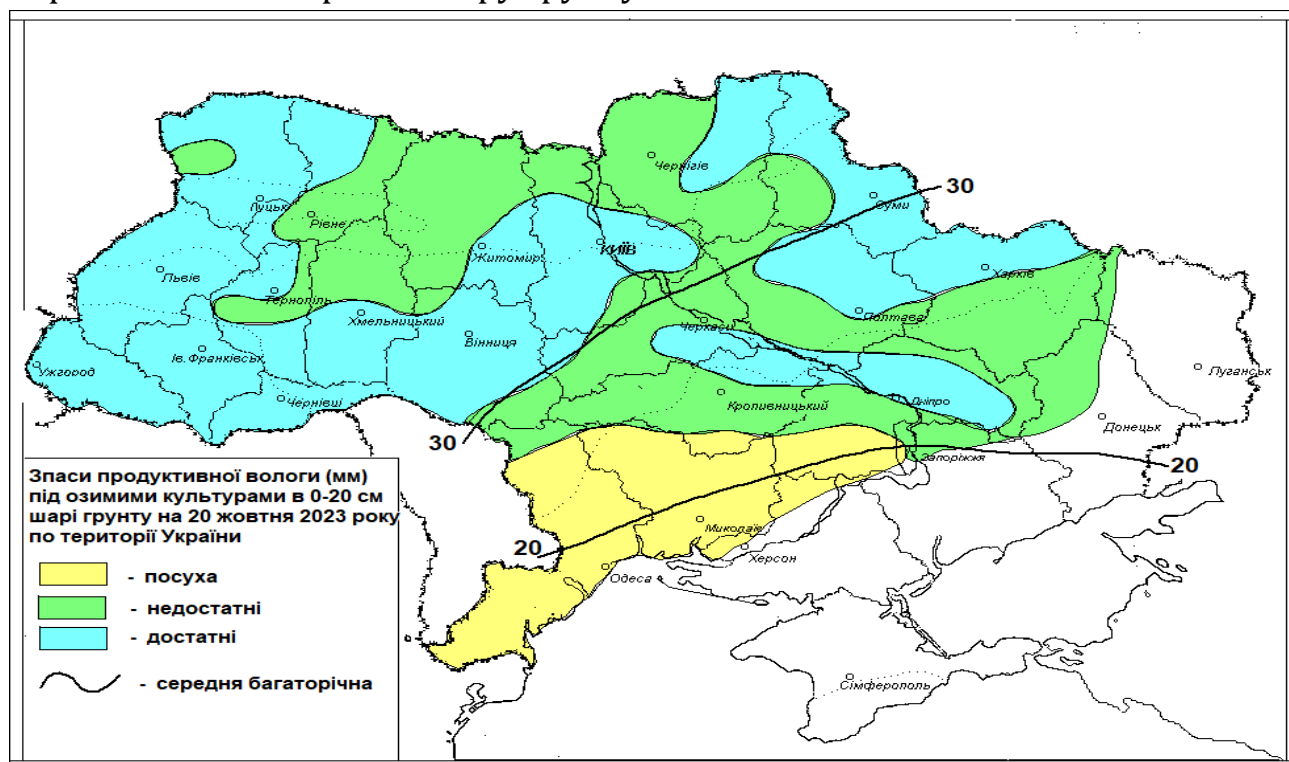 30
Чернігів
Суми
Луцьк
Рівне
Житомир
КИЇВ
Львів
Харків
Тернопіль
Полтава
Хмельницький
Черкаси
Вінниця
Ів. Франківськ
Ужгород
Луганськ
Чернівці
Кропивницький
Дніпро
Донецьк
30
Запоріжжя
20
Зпаси продуктивної вологи (мм)
під озимими культурами в 0-20 см
шарі грунту на 20 жовтня 2023 року
по території України
Миколаїв
20
Херсон
Одеса
- посуха
- недостатні
- достатні
- середня багаторічна
Сімферополь